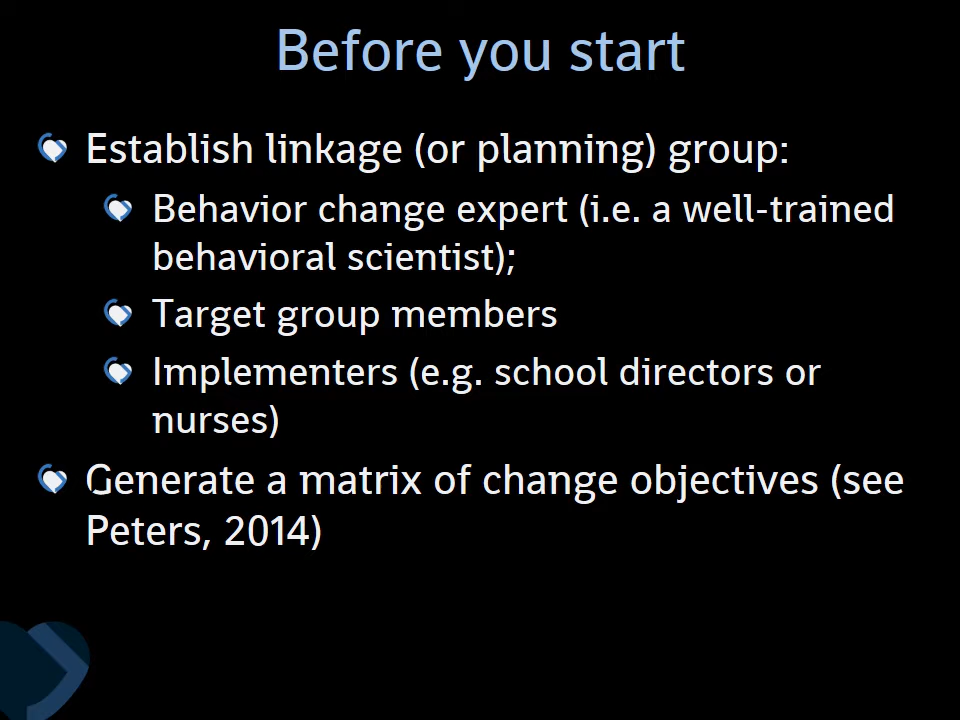 Before you start
Establish linkage (or planning) group:
Behavior change expert (i.e. a well-trained
behavioral scientist);
Target group members
Implementers (e.g. school directors or
nurses)
Generate a matrix of change objectives (see
Peters, 2014)